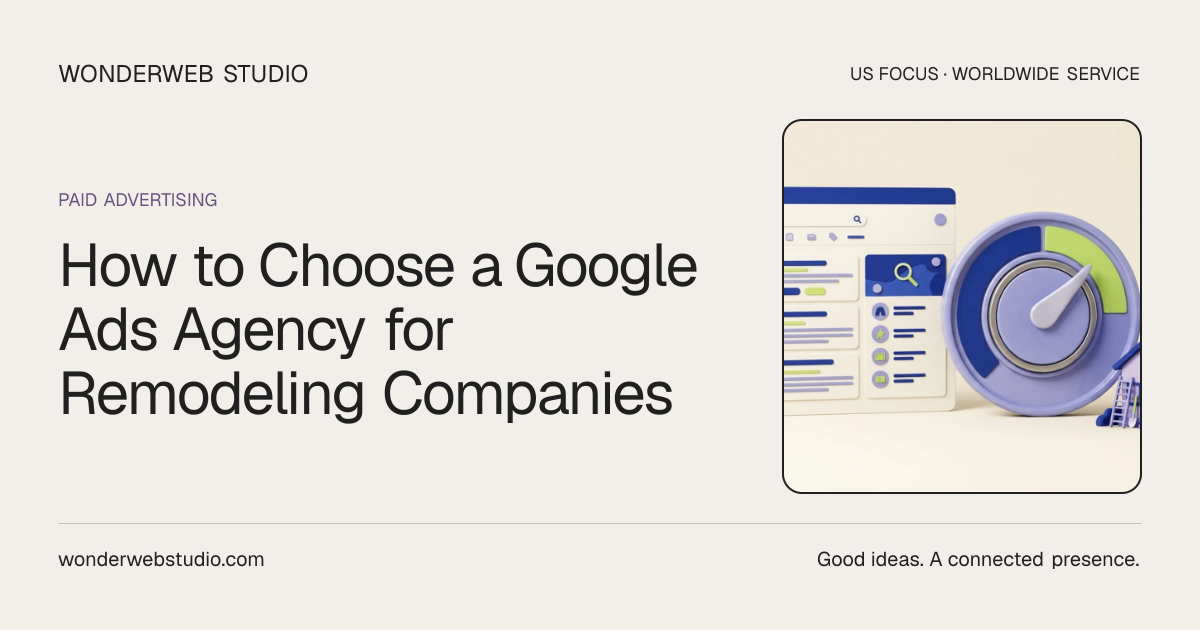 WONDERWEB STUDIO
US FOCUS · WORLDWIDE SERVICE
PAID ADVERTISING
How to Choose a Google
Ads Agency for
Remodeling Companies
wonderwebstudio.com
Good ideas. A connected presence.